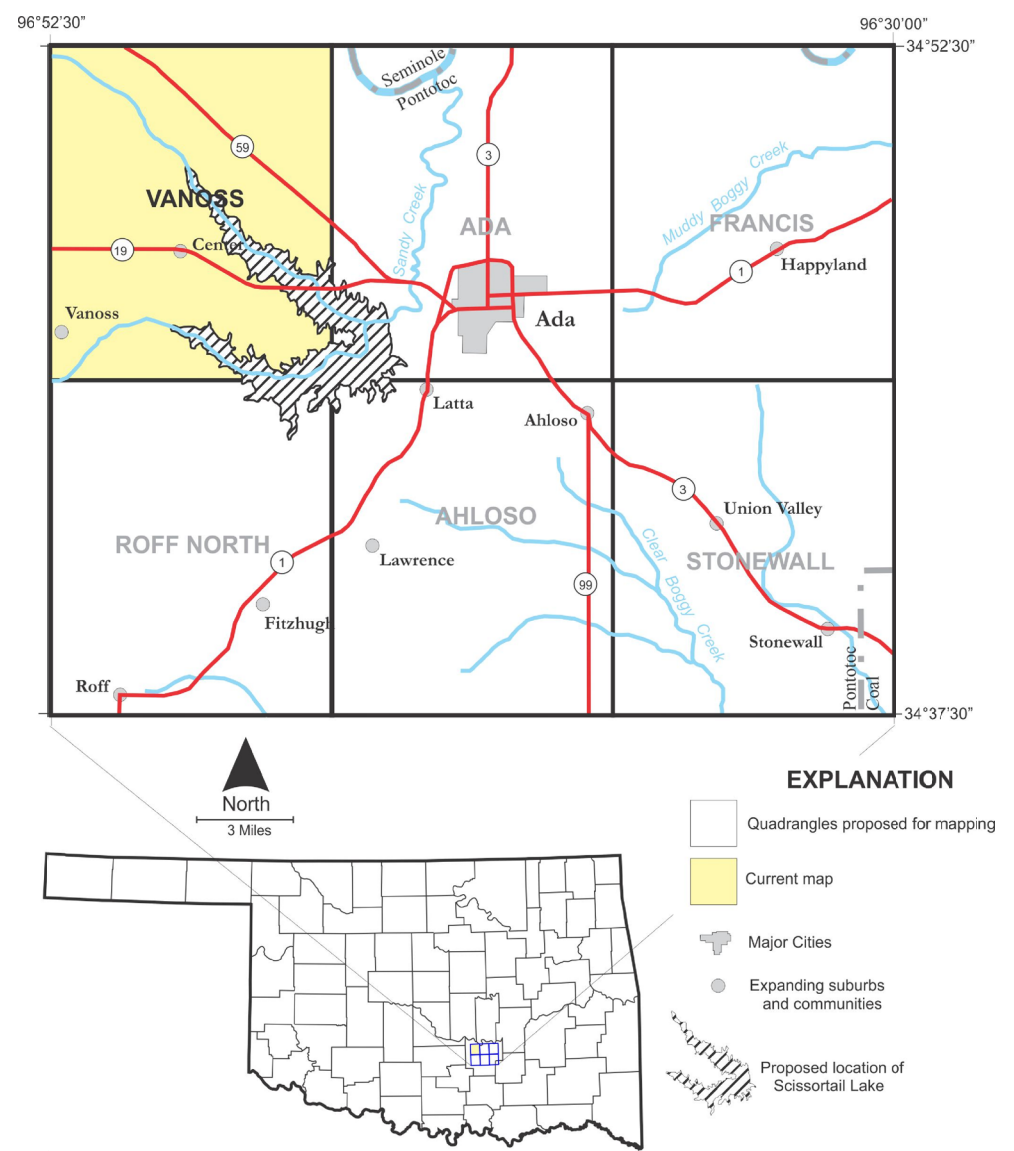 96°52'30"
96°30'00"
34°52'30"
Seminole
Pontotoc
59
3
Sandy Creek
Muddy Boggy Creek
VANOSS
ADA
FRANCIS
19
Center
Happyland
1
Vanoss
Ada
Latta
Ahloso
3
Union Valley
AHLOSO
ROFF NORTH
Clear Boggy Creek
STONEWALL
1
Lawrence
99
Fitzhugh
Stonewall
Roff
Pontotoc
Coal
34°37'30"
North
3 Miles
EXPLANATION
Quadrangles proposed for mapping
Current map
Major Cities
Expanding suburbs
and communities
Proposed location of
Scissortail Lake